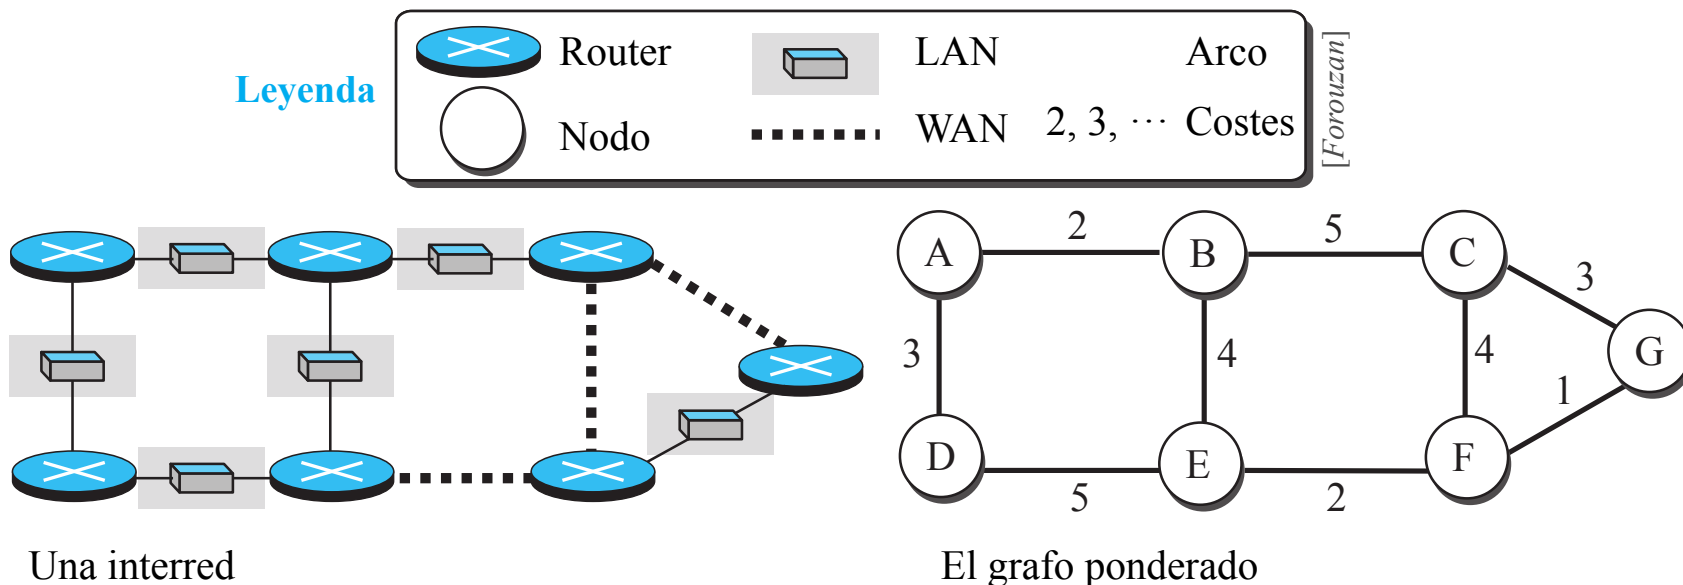 Leyenda
Router
LAN
Arco
Nodo
WAN
2, 3, ··· Costes
[Forouzan]
A
2
B
5
C
3
3
4
4
G
1
D
5
E
2
F
Una interred
El grafo ponderado